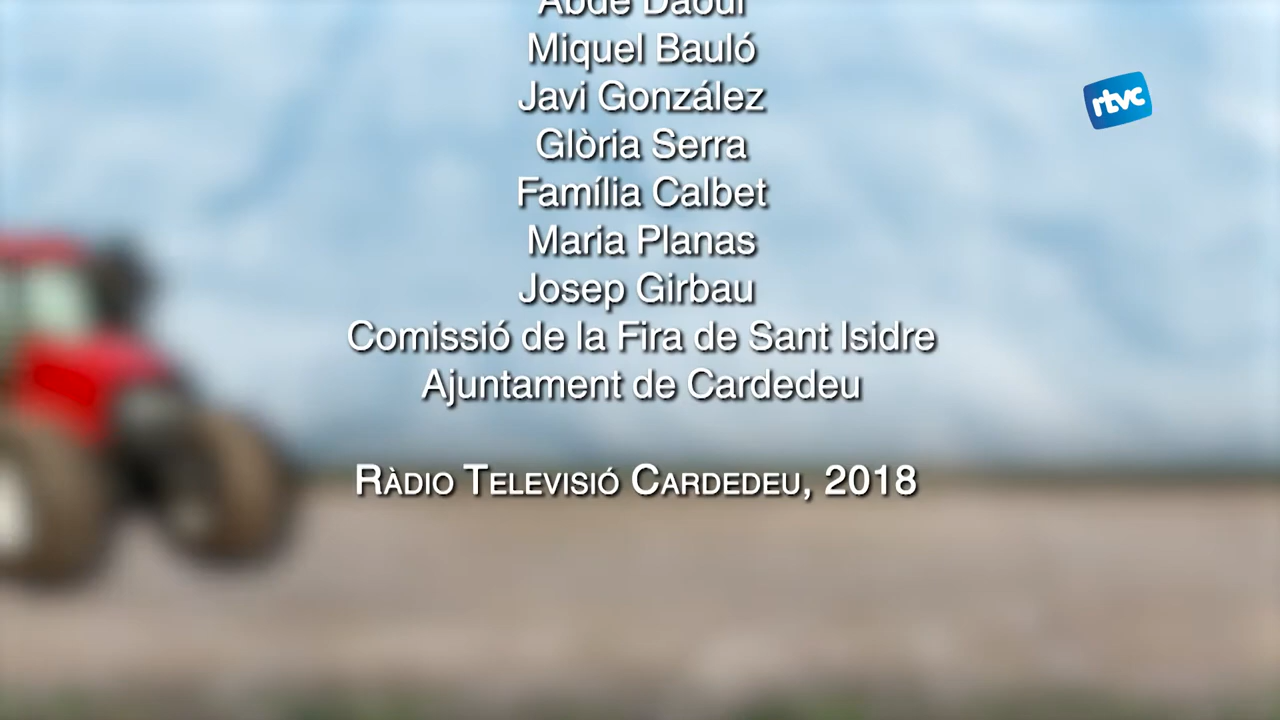 Miquel Bauló
Javi González
Glòria Serra
Família Calbet
Maria Planas
Josep Girbau
Comissió de la Fira de Sant Isidre
Ajuntament de Cardedeu
Ràdio Televisió Cardedeu, 2018
rtvc